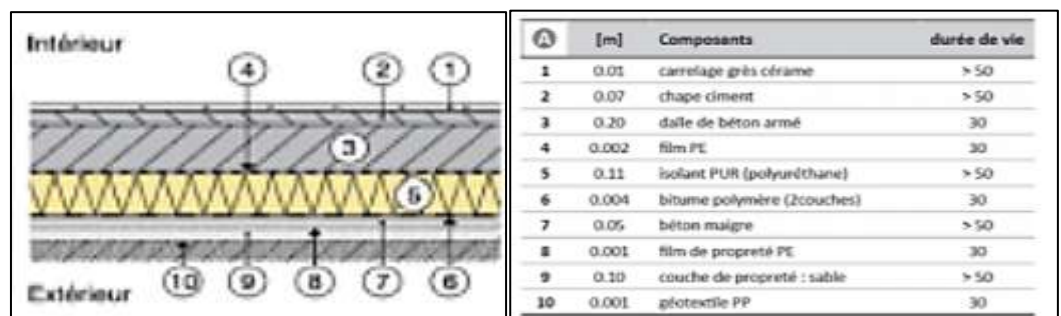 Intérieur
4 2 1
3
5
10 9 8 7 6
Extérieur
A [m] Composants durée de vie
1 0.01 carrelage grès cérame > 50
2 0.07 chape ciment > 50
3 0.20 dalle de béton armé 30
4 0.002 film PE 30
5 0.11 isolant PUR (polyuréthane) > 50
6 0.004 bitume polymère (2couches) 30
7 0.05 béton maigre > 50
8 0.001 film de propreté PE 30
9 0.10 couche de propreté : sable > 50
10 0.001 géotextile PP 30